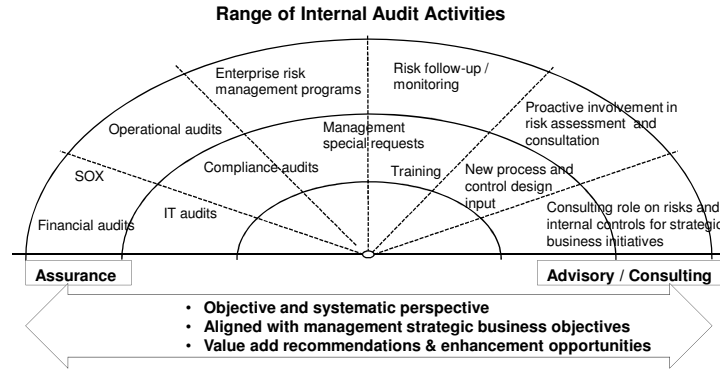 Range of Internal Audit Activities
Enterprise risk
management programs
Risk follow-up /
monitoring
Operational audits
Management
special requests
Proactive involvement in
risk assessment and
consultation
SOX
Compliance audits
Training
New process and
control design
input
Financial audits
IT audits
Consulting role on risks and
internal controls for strategic
business initiatives
Assurance
Advisory / Consulting
• Objective and systematic perspective
• Aligned with management strategic business objectives
• Value add recommendations & enhancement opportunities